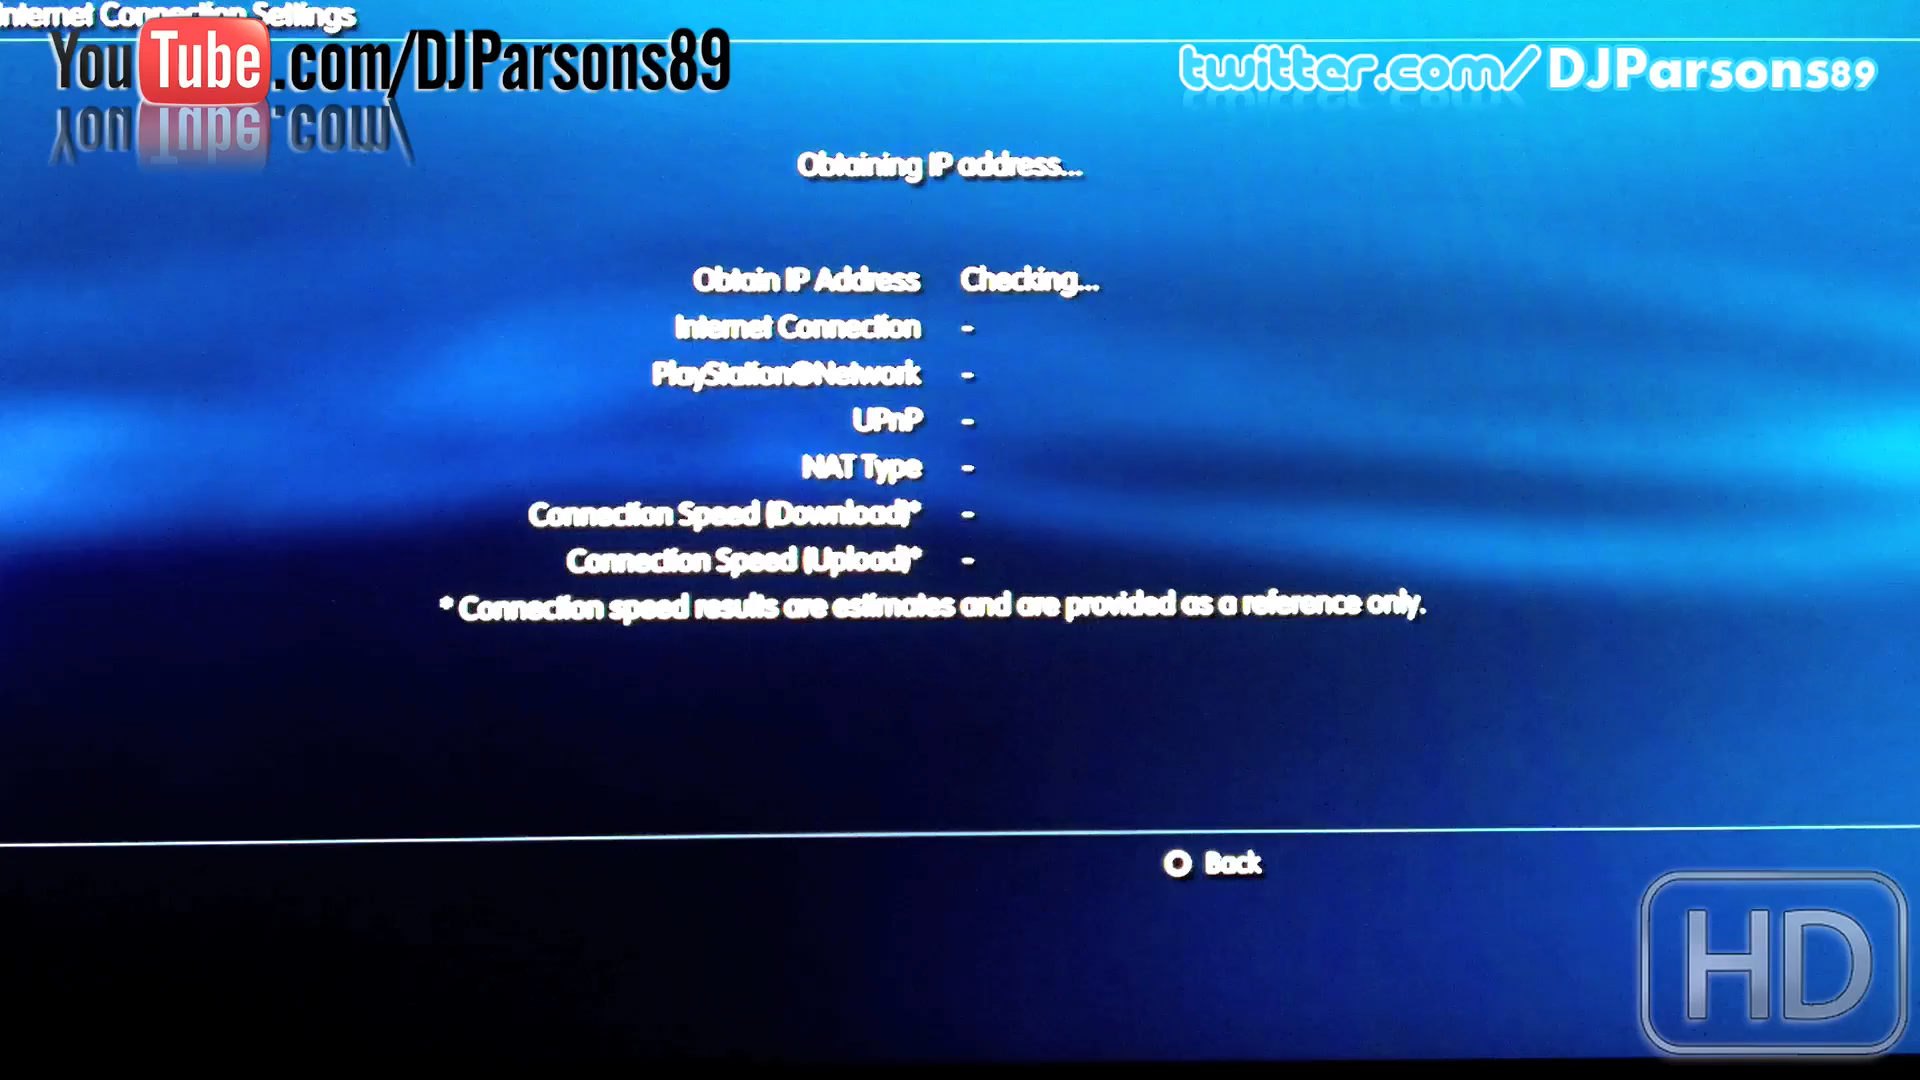 Internet Connection Settings
YouTube.com/DJParsons89
twitter.com/DJParsons89
Obtaining IP address...
Obtain IP Address Checking...
Internet Connection -
PlayStation®Network -
UPnP -
NAT Type -
Connection Speed (Download)* -
Connection Speed (Upload)* -
* Connection speed results are estimates and are provided as a reference only.
Back
HD